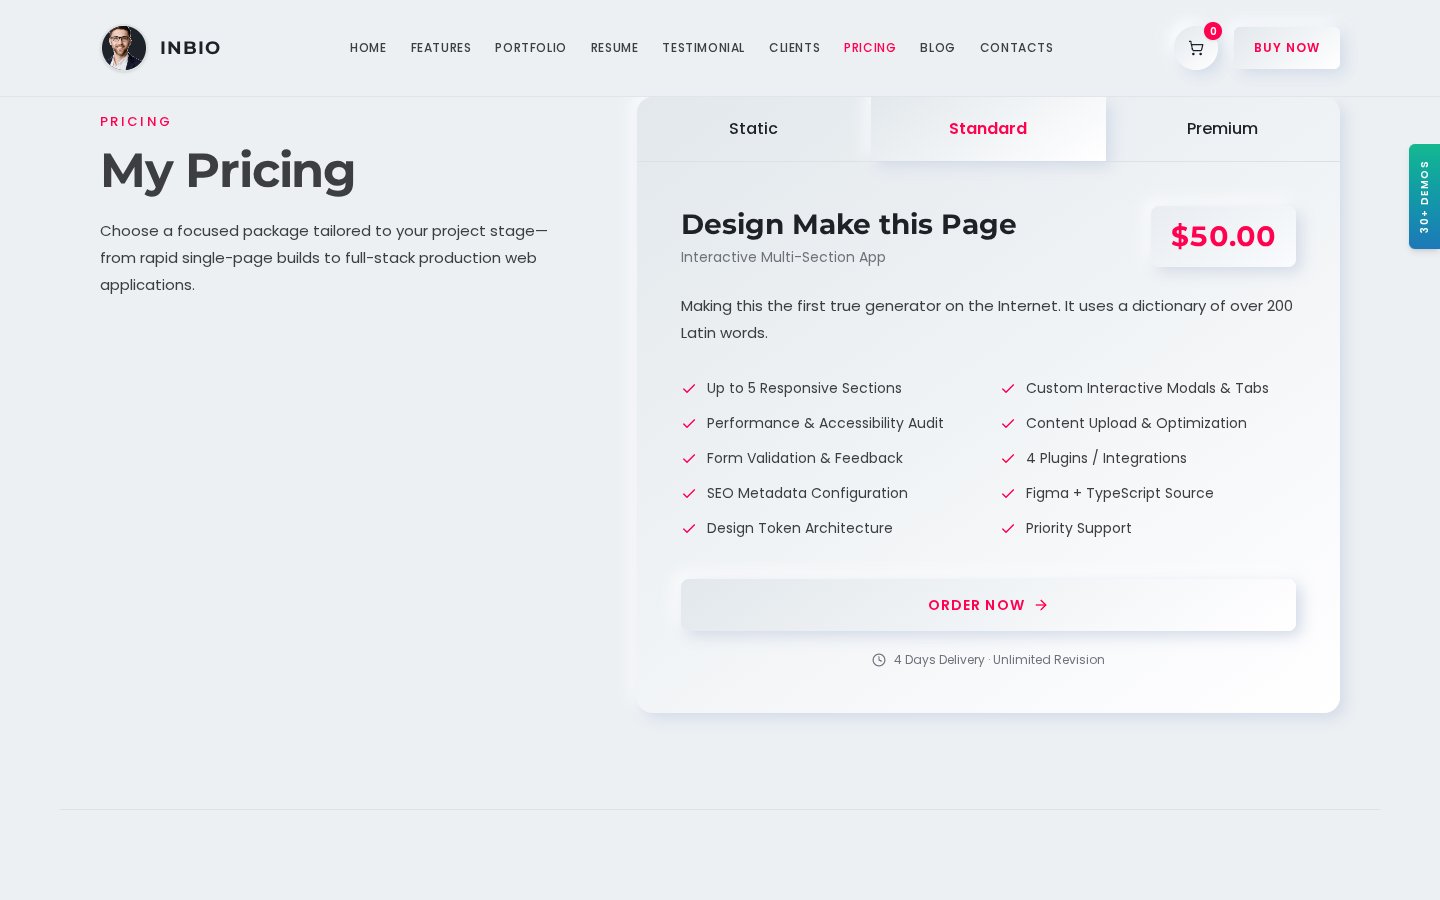 INBIO
HOME
FEATURES
PORTFOLIO
RESUME
TESTIMONIAL
CLIENTS
PRICING
BLOG
CONTACTS
0
BUY NOW
PRICING
My Pricing
Choose a focused package tailored to your project stage—
from rapid single-page builds to full-stack production web
applications.
Static
Standard
Premium
Design Make this Page
Interactive Multi-Section App
$50.00
Making this the first true generator on the Internet. It uses a dictionary of over 200
Latin words.
Up to 5 Responsive Sections
Custom Interactive Modals & Tabs
Performance & Accessibility Audit
Content Upload & Optimization
Form Validation & Feedback
4 Plugins / Integrations
SEO Metadata Configuration
Figma + TypeScript Source
Design Token Architecture
Priority Support
ORDER NOW
4 Days Delivery · Unlimited Revision
30+ DEMOS